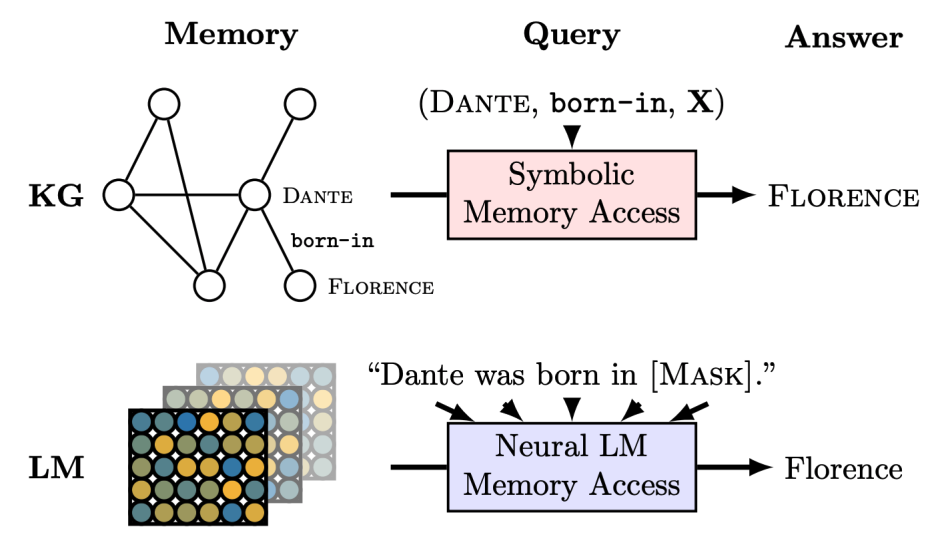 Memory
Query
Answer
KG
DANTE
born-in
FLORENCE
(DANTE, born-in, X)
Symbolic
Memory Access
FLORENCE
LM
“Dante was born in [MASK].”
Neural LM
Memory Access
Florence